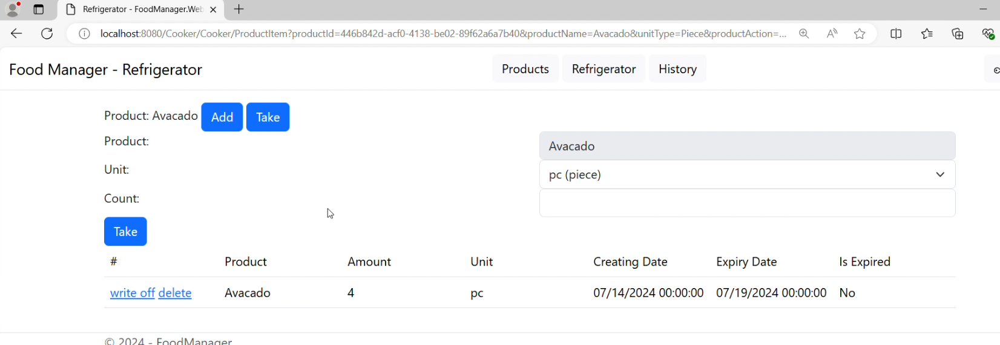 Refrigerator - FoodManager.Web
localhost:8080/Cooker/Cooker/ProductItem?productId=446b842d-acf0-4138-be02-89f62a6a7b40&productName=Avacado&unitType=Piece&productAction=...
Food Manager - Refrigerator Products Refrigerator History
Product: Avacado Add Take
Product: Avacado
Unit: pc (piece)
Count:
Take
# Product Amount Unit Creating Date Expiry Date Is Expired
write off delete Avacado 4 pc 07/14/2024 00:00:00 07/19/2024 00:00:00 No
© 2024 - FoodManager